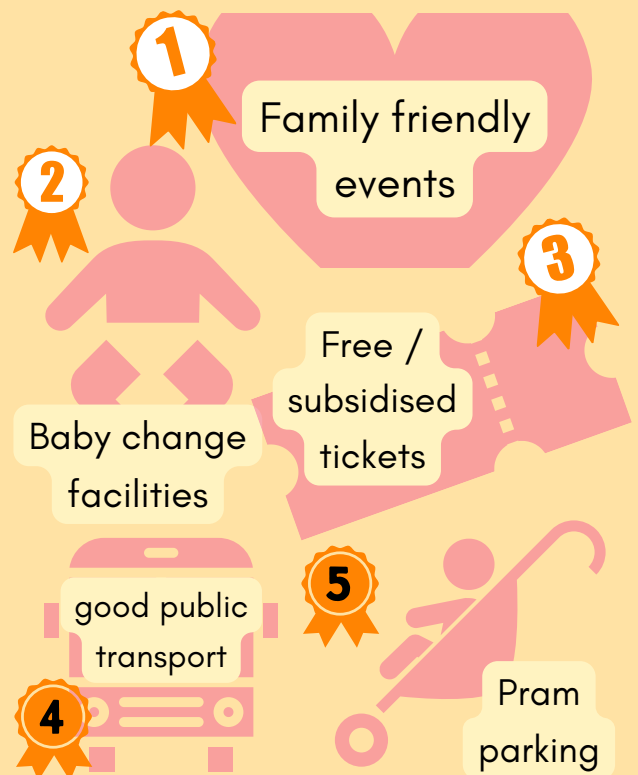 1
Family friendly
events
2
3
Free /
subsidised
tickets
Baby change
facilities
good public
transport
4
5
Pram
parking